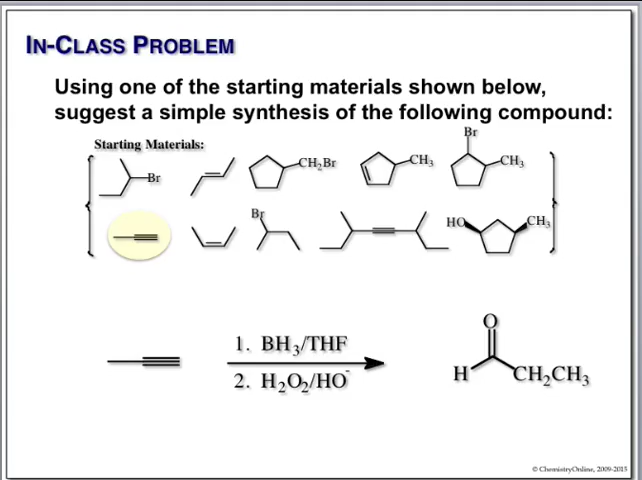 IN-CLASS PROBLEM
Using one of the starting materials shown below,
suggest a simple synthesis of the following compound:
Starting Materials:
Br
CH₂Br
CH₃
Br
CH₃
Br
HO
CH₃
1. BH₃/THF
2. H₂O₂/HO⁻
O
H
CH₂CH₃
© ChemistryOnline, 2009-2015